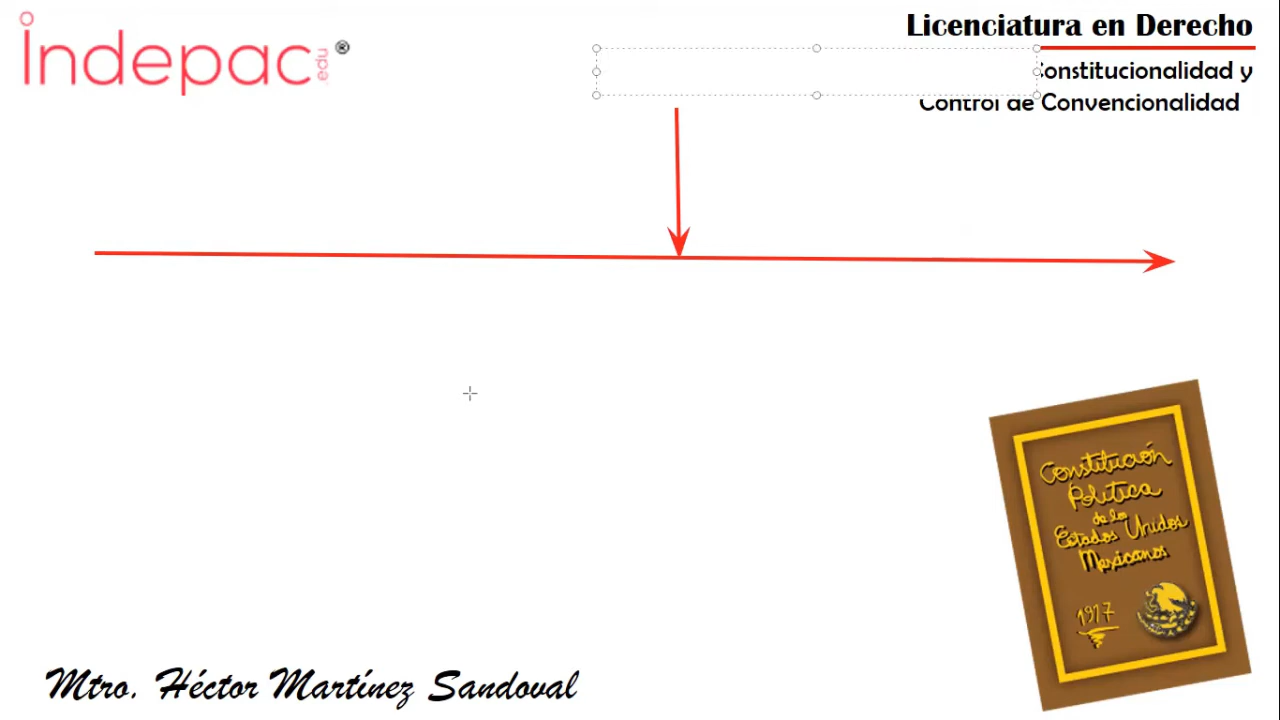 indepac
.edu
®
Licenciatura en Derecho
onstitucionalidad y
Control de Convencionalidad
Constitución
Política
de los
Estados Unidos
Mexicanos
1917
Mtro. Héctor Martínez Sandoval